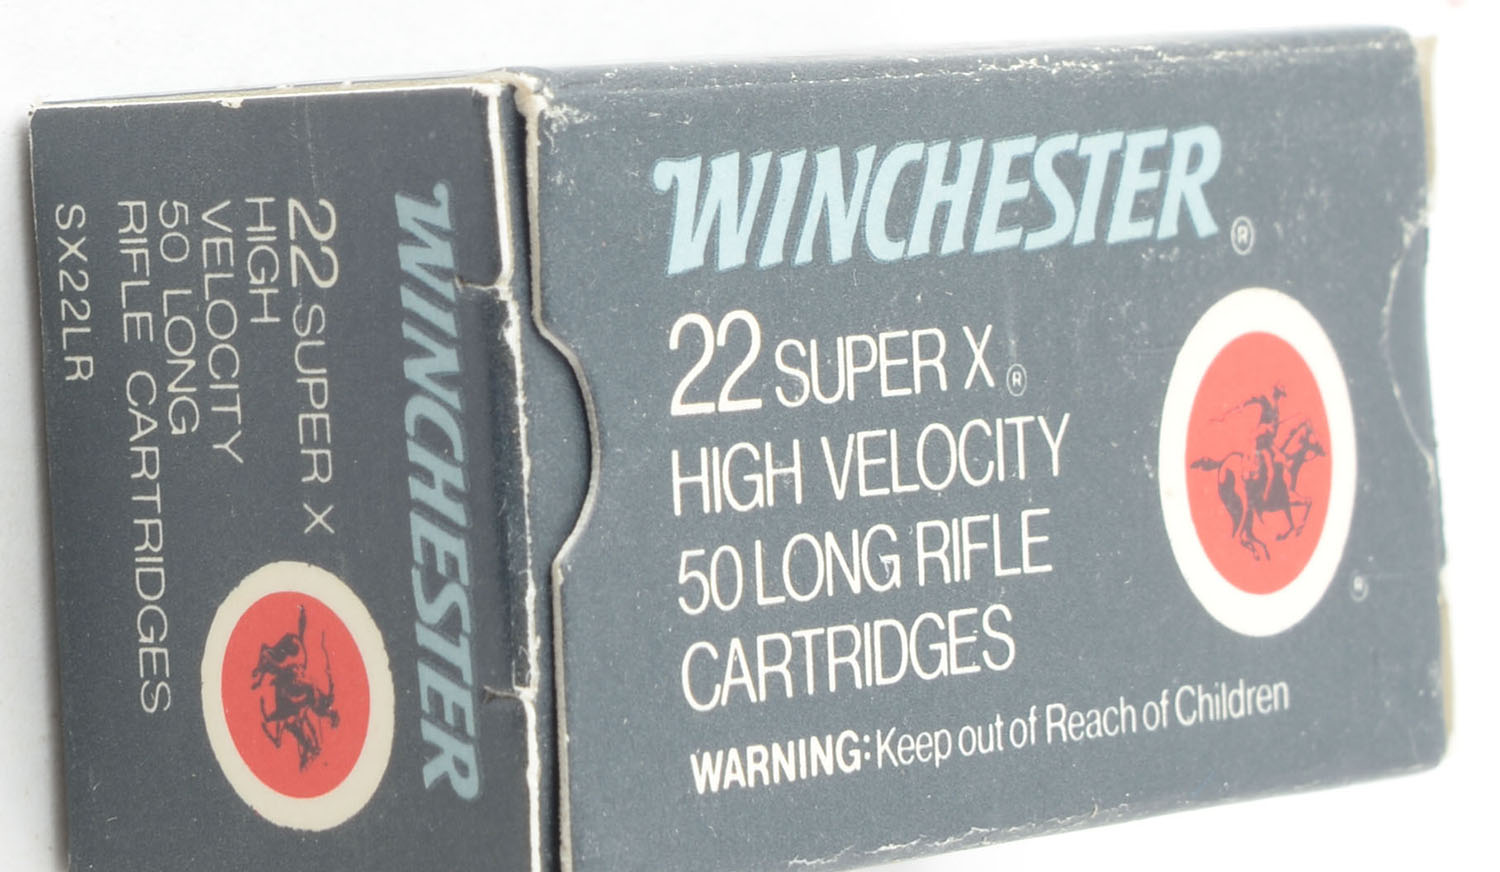 WINCHESTER®
22 SUPER X®
HIGH VELOCITY
50 LONG RIFLE
CARTRIDGES
WARNING: Keep out of Reach of Children
®
WINCHESTER
22 SUPER X
HIGH
VELOCITY
50 LONG
RIFLE CARTRIDGES
SX22LR